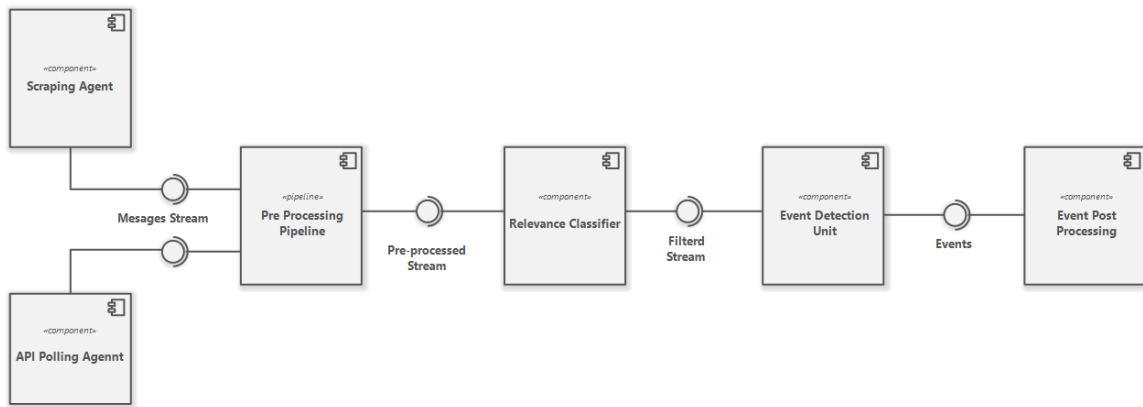 «component»
Scraping Agent
Mesages Stream
«component»
API Polling Agennt
«pipeline»
Pre Processing
Pipeline
Pre-processed
Stream
«component»
Relevance Classifier
Filterd
Stream
«component»
Event Detection
Unit
Events
«component»
Event Post
Processing